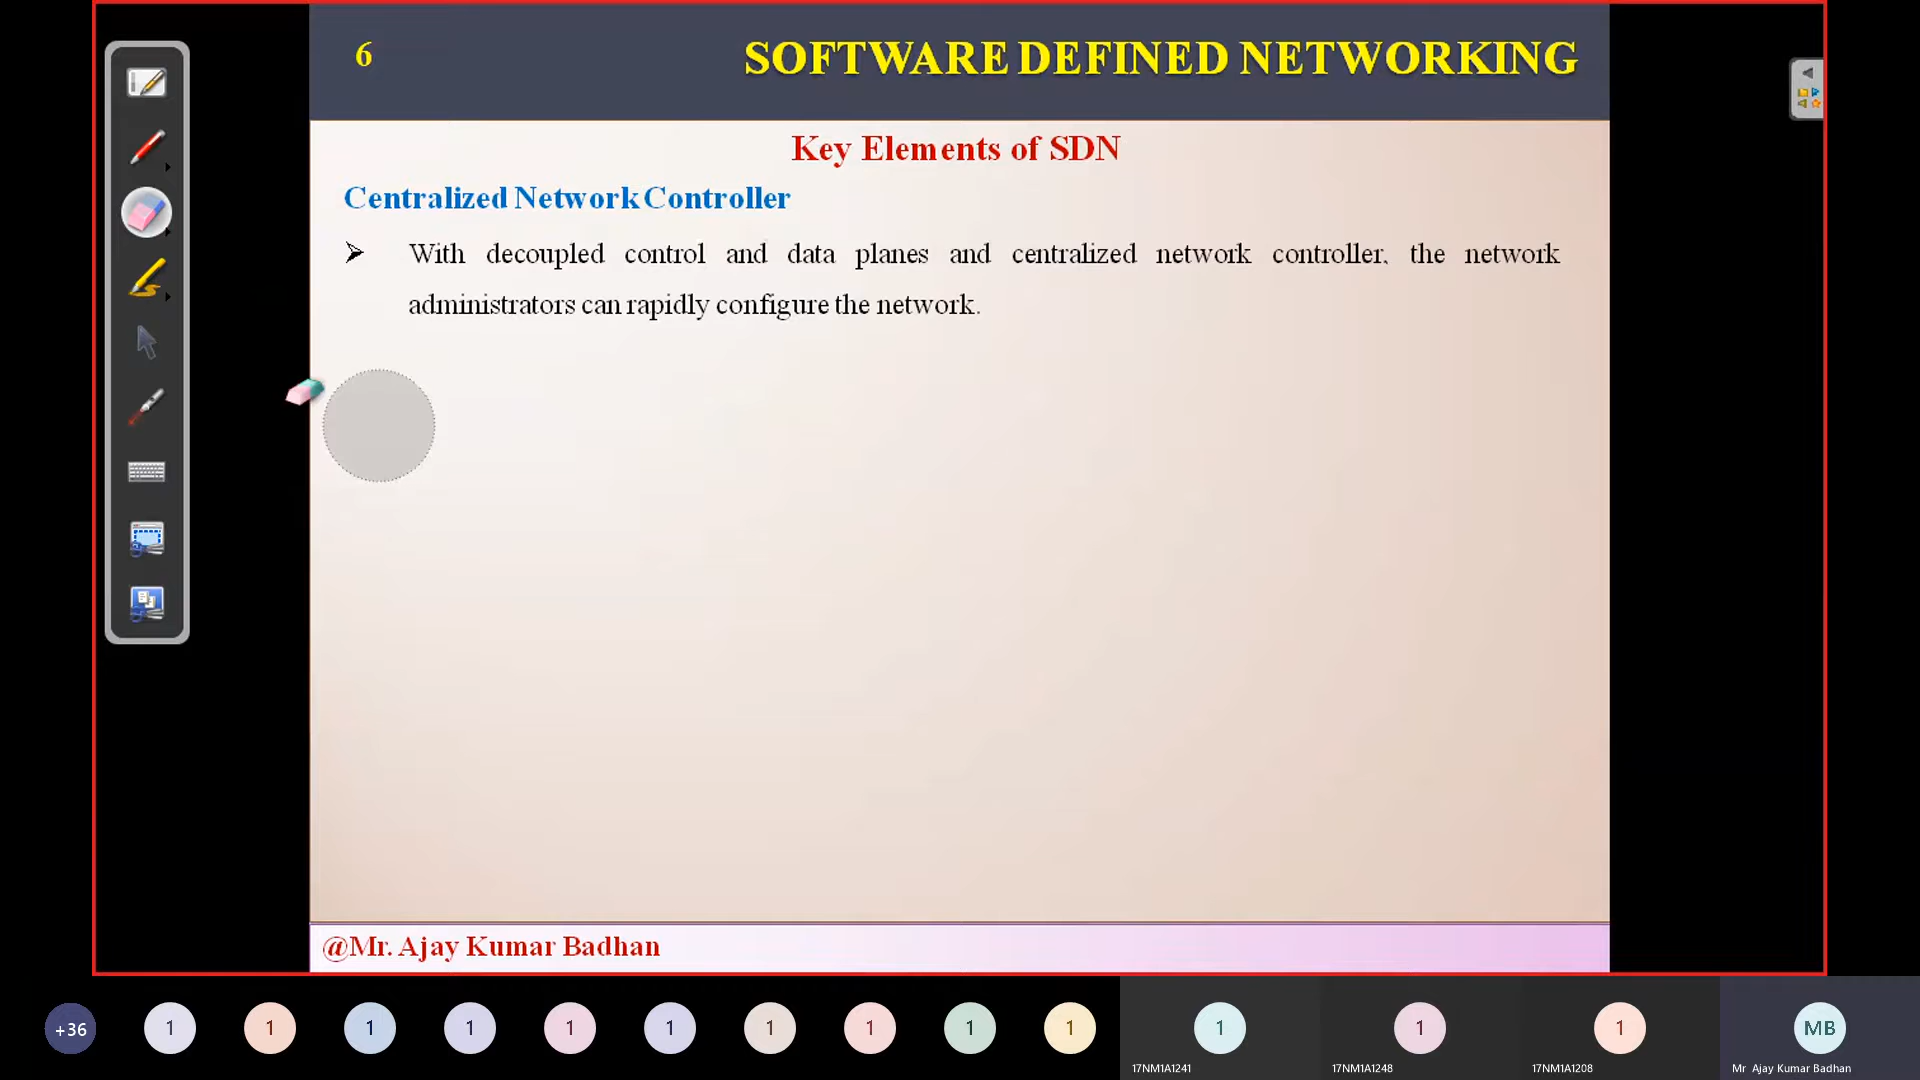 6
SOFTWARE DEFINED NETWORKING
Key Elements of SDN
Centralized Network Controller
➤ With decoupled control and data planes and centralized network controller, the network
administrators can rapidly configure the network.
@Mr. Ajay Kumar Badhan
+36 1 1 1 1 1 1 1 1 1 1 1 1 1 MB
17NM1A1241 17NM1A1248 17NM1A1208 Mr Ajay Kumar Badhan